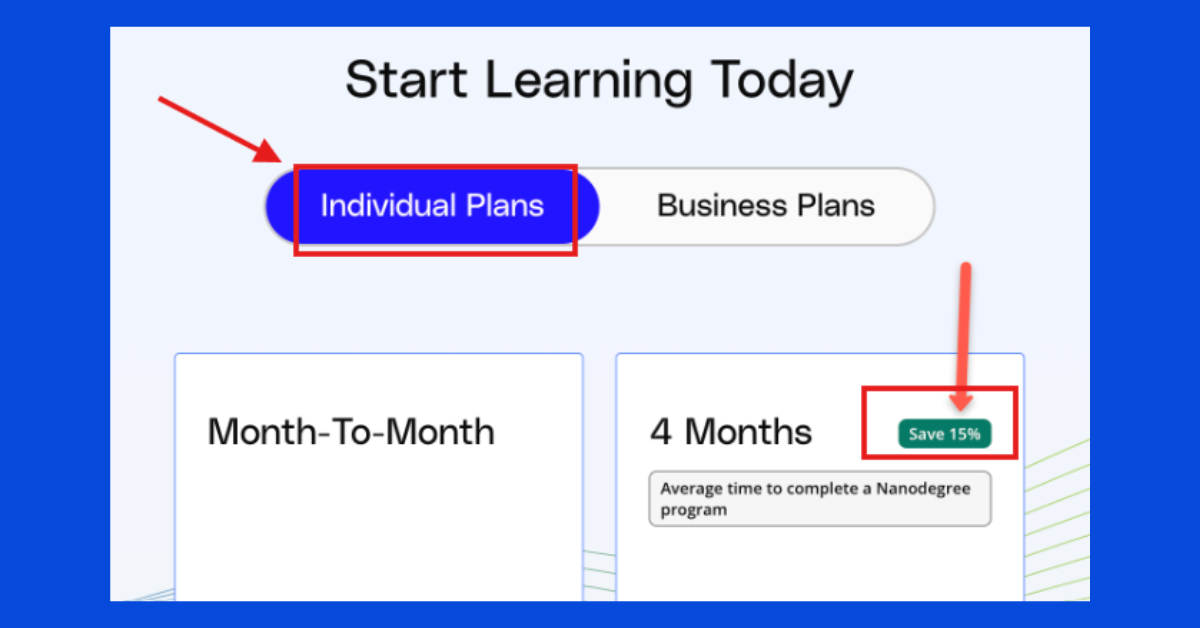 Start Learning Today
Individual Plans
Business Plans
Month-To-Month
4 Months
Save 15%
Average time to complete a Nanodegree
program